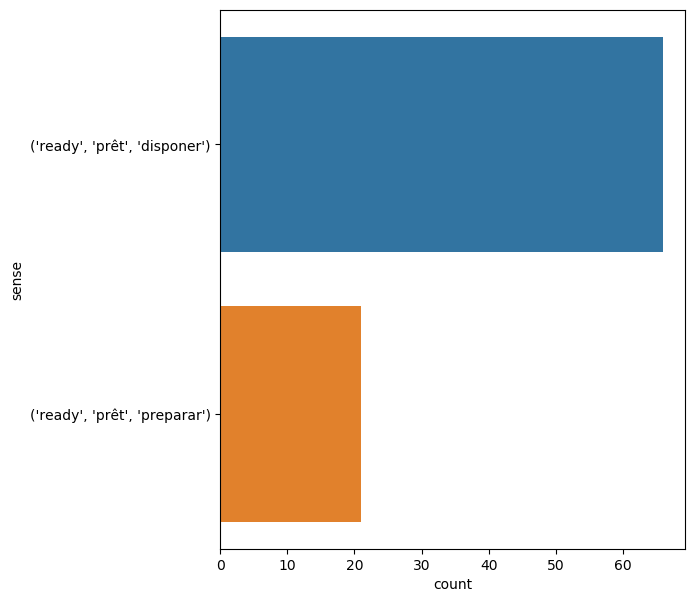 ('ready', 'prêt', 'disponer')
('ready', 'prêt', 'preparar')
sense
0 10 20 30 40 50 60
count